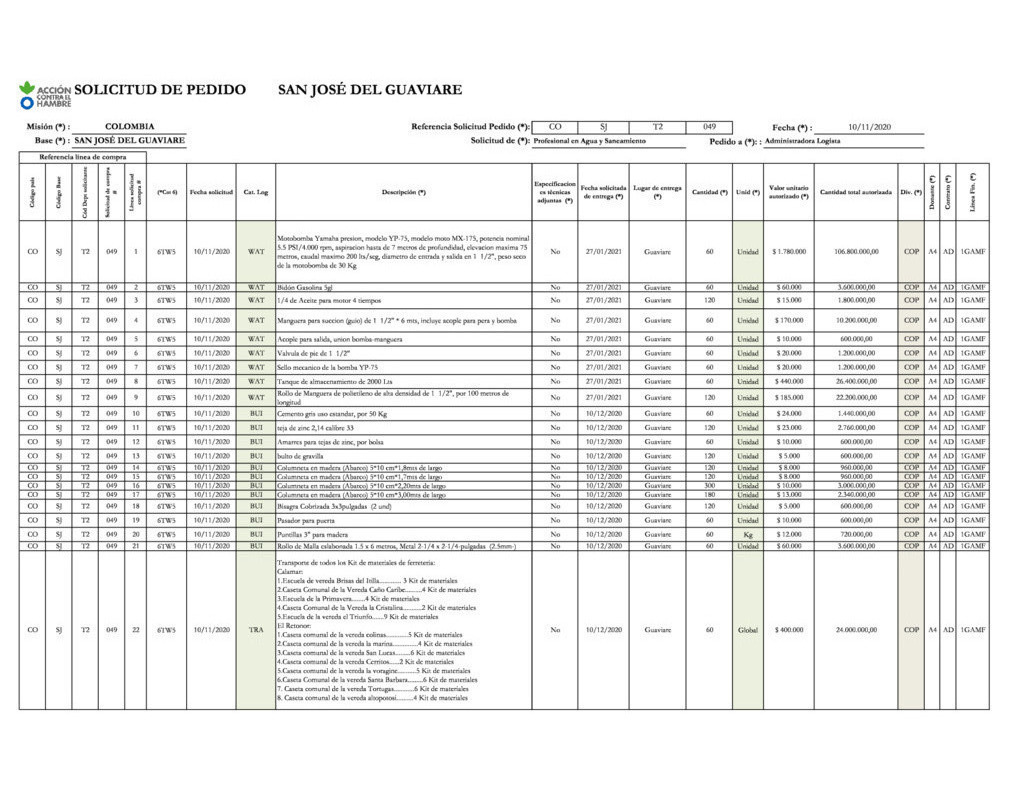 ACCIÓN CONTRA EL HAMBRE
SOLICITUD DE PEDIDO SAN JOSÉ DEL GUAVIARE
Misión (*) : COLOMBIA Referencia Solicitud Pedido (*): CO SJ T2 049 Fecha (*) : 10/11/2020
Base (*) : SAN JOSÉ DEL GUAVIARE Solicitud de (*): Profesional en Agua y Saneamiento Pedido a (*): : Administradora Logista
Referencia linea de compra
Código país Código Base Cód Dept solicitante Solicitud de compra # Línea solicitud compra # (*Cat 6) Fecha solicitud Cat. Log Descripción (*) Especificaciones técnicas adjuntas (*) Fecha solicitada de entrega (*) Lugar de entrega (*) Cantidad (*) Unid (*) Valor unitario autorizado (*) Cantidad total autorizada Div. (*) Donante (*) Contrato (*) Línea Fin. (*)
CO SJ T2 049 1 6TW5 10/11/2020 WAT Motobomba Yamaha presion, modelo YP-75, modelo moto MX-175, potencia nominal 5.5 PSI/4.000 rpm, aspiracion hasta de 7 metros de profundidad, elevacion maxima 75 metros, caudal maximo 200 lts/seg, diametro de entrada y salida en 1 1/2", peso seco de la motobomba de 30 Kg No 27/01/2021 Guaviare 60 Unidad $ 1.780.000 106.800.000,00 COP A4 AD 1GAMF
CO SJ T2 049 2 6TW5 10/11/2020 WAT Bidón Gasolina 5gl No 27/01/2021 Guaviare 60 Unidad $ 60.000 3.600.000,00 COP A4 AD 1GAMF
CO SJ T2 049 3 6TW5 10/11/2020 WAT 1/4 de Aceite para motor 4 tiempos No 27/01/2021 Guaviare 120 Unidad $ 15.000 1.800.000,00 COP A4 AD 1GAMF
CO SJ T2 049 4 6TW5 10/11/2020 WAT Manguera para succion (guio) de 1 1/2" * 6 mts, incluye acople para pera y bomba No 27/01/2021 Guaviare 60 Unidad $ 170.000 10.200.000,00 COP A4 AD 1GAMF
CO SJ T2 049 5 6TW5 10/11/2020 WAT Acople para salida, union bomba-manguera No 27/01/2021 Guaviare 60 Unidad $ 10.000 600.000,00 COP A4 AD 1GAMF
CO SJ T2 049 6 6TW5 10/11/2020 WAT Valvula de pie de 1 1/2" No 27/01/2021 Guaviare 60 Unidad $ 20.000 1.200.000,00 COP A4 AD 1GAMF
CO SJ T2 049 7 6TW5 10/11/2020 WAT Sello mecanico de la bomba YP-75 No 27/01/2021 Guaviare 60 Unidad $ 20.000 1.200.000,00 COP A4 AD 1GAMF
CO SJ T2 049 8 6TW5 10/11/2020 WAT Tanque de almacenamiento de 2000 Lts No 27/01/2021 Guaviare 60 Unidad $ 440.000 26.400.000,00 COP A4 AD 1GAMF
CO SJ T2 049 9 6TW5 10/11/2020 WAT Rollo de Manguera de polietileno de alta densidad de 1 1/2", por 100 metros de longitud No 27/01/2021 Guaviare 120 Unidad $ 185.000 22.200.000,00 COP A4 AD 1GAMF
CO SJ T2 049 10 6TW5 10/11/2020 BUI Cemento gris uso estandar, por 50 Kg No 10/12/2020 Guaviare 60 Unidad $ 24.000 1.440.000,00 COP A4 AD 1GAMF
CO SJ T2 049 11 6TW5 10/11/2020 BUI teja de zinc 2,14 calibre 33 No 10/12/2020 Guaviare 120 Unidad $ 23.000 2.760.000,00 COP A4 AD 1GAMF
CO SJ T2 049 12 6TW5 10/11/2020 BUI Amarres para tejas de zinc, por bolsa No 10/12/2020 Guaviare 60 Unidad $ 10.000 600.000,00 COP A4 AD 1GAMF
CO SJ T2 049 13 6TW5 10/11/2020 BUI bulto de gravilla No 10/12/2020 Guaviare 120 Unidad $ 5.000 600.000,00 COP A4 AD 1GAMF
CO SJ T2 049 14 6TW5 10/11/2020 BUI Columneta en madera (Abarco) 5*10 cm*1,8mts de largo No 10/12/2020 Guaviare 120 Unidad $ 8.000 960.000,00 COP A4 AD 1GAMF
CO SJ T2 049 15 6TW5 10/11/2020 BUI Columneta en madera (Abarco) 5*10 cm*1,7mts de largo No 10/12/2020 Guaviare 120 Unidad $ 8.000 960.000,00 COP A4 AD 1GAMF
CO SJ T2 049 16 6TW5 10/11/2020 BUI Columneta en madera (Abarco) 5*10 cm*2,20mts de largo No 10/12/2020 Guaviare 300 Unidad $ 10.000 3.000.000,00 COP A4 AD 1GAMF
CO SJ T2 049 17 6TW5 10/11/2020 BUI Columneta en madera (Abarco) 5*10 cm*3,00mts de largo No 10/12/2020 Guaviare 180 Unidad $ 13.000 2.340.000,00 COP A4 AD 1GAMF
CO SJ T2 049 18 6TW5 10/11/2020 BUI Bisagra Cobrizada 3x3pulgadas (2 und) No 10/12/2020 Guaviare 120 Unidad $ 5.000 600.000,00 COP A4 AD 1GAMF
CO SJ T2 049 19 6TW5 10/11/2020 BUI Pasador para puerta No 10/12/2020 Guaviare 60 Unidad $ 10.000 600.000,00 COP A4 AD 1GAMF
CO SJ T2 049 20 6TW5 10/11/2020 BUI Puntillas 3" para madera No 10/12/2020 Guaviare 60 Kg $ 12.000 720.000,00 COP A4 AD 1GAMF
CO SJ T2 049 21 6TW5 10/11/2020 BUI Rollo de Malla eslabonada 1.5 x 6 metros, Metal 2-1/4 x 2-1/4-pulgadas (2.5mm-) No 10/12/2020 Guaviare 60 Unidad $ 60.000 3.600.000,00 COP A4 AD 1GAMF
Transporte de todos los Kit de materiales de ferreteria:
Calamar:
1.Escuela de vereda Brisas del Itilla............ 3 Kit de materiales
2.Caseta Comunal de la Vereda Caño Caribe.........4 Kit de materiales
3.Escuela de la Primavera.......4 Kit de materiales
4.Caseta Comunal de la Vereda la Cristalina..........2 Kit de materiales
5.Escuela de la vereda el Triunfo......9 Kit de materiales
El Retorno:
1.Caseta comunal de la vereda colinas............5 Kit de materiales
2.Caseta comunal de la vereda la marina..............4 Kit de materiales
3.Caseta comunal de la vereda San Lucas........6 Kit de materiales
4.Caseta comunal de la vereda Cerritos......2 Kit de materiales
CO SJ T2 049 22 6TW5 10/11/2020 TRA No 10/12/2020 Guaviare 60 Global $ 400.000 24.000.000,00 COP A4 AD 1GAMF
5.Caseta comunal de la vereda la voragine..........5 Kit de materiales
6.Caseta Comunal de la vereda Santa Barbara........6 Kit de materiales
7. Caseta comunal de la vereda Tortugas...........6 Kit de materiales
8. Caseta comunal de la vereda altoporosi.........4 Kit de materiales